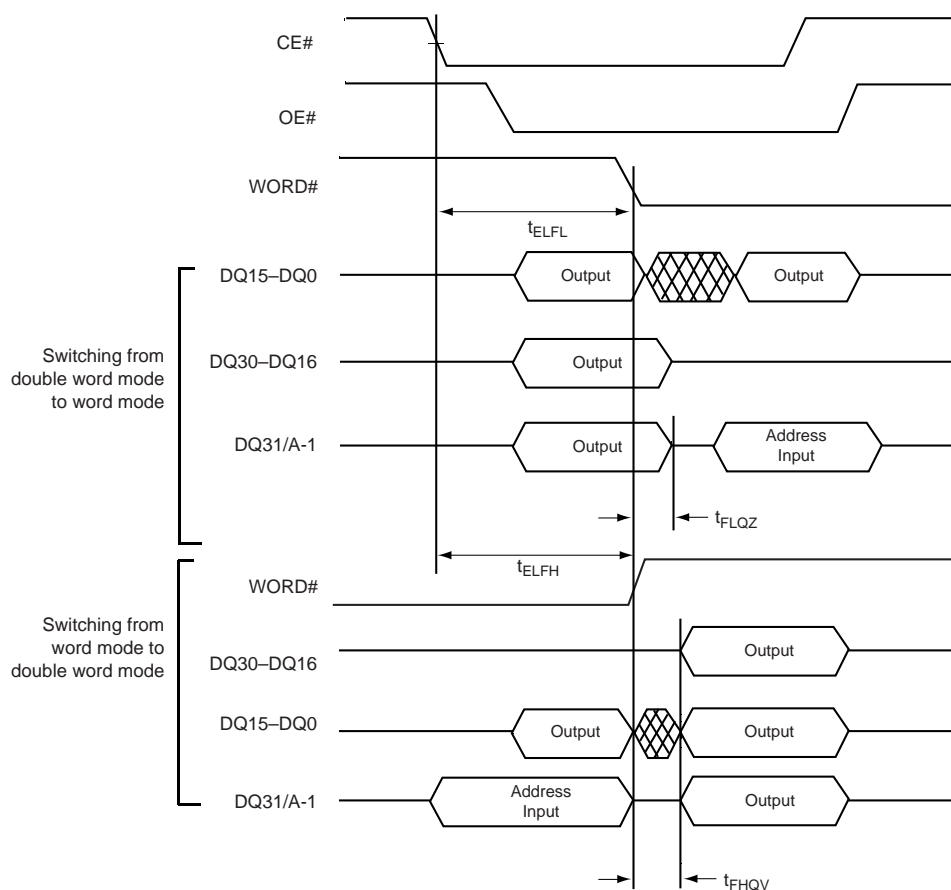 CE#
OE#
WORD#
tELFL
DQ15–DQ0
Output
Output
Switching from
double word mode
to word mode
DQ30–DQ16
Output
DQ31/A-1
Output
Address
Input
tFLQZ
tELFH
WORD#
Switching from
word mode to
double word mode
DQ30–DQ16
Output
DQ15–DQ0
Output
Output
DQ31/A-1
Address
Input
Output
tFHQV